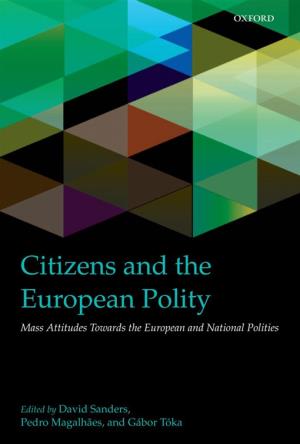 OXFORD
Citizens and the
European Polity
Mass Attitudes Towards the European and National Polities
Edited by David Sanders,
Pedro Magalhães, and Gábor Tóka